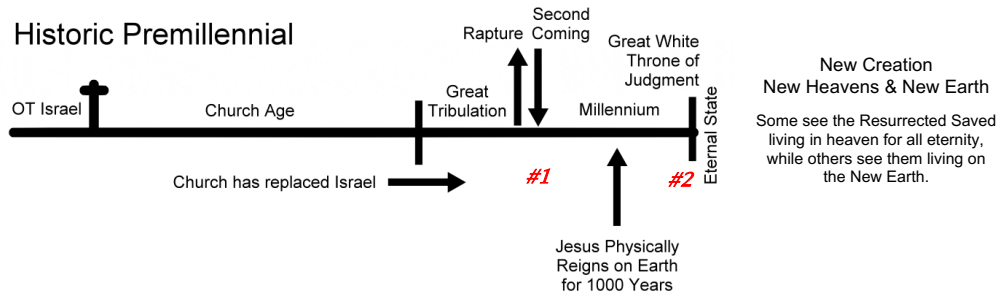 Historic Premillennial
Rapture
Second
Coming
Great White
Throne of
Judgment
OT Israel
Church Age
Great
Tribulation
Millennium
Eternal State
Church has replaced Israel
#1
#2
Jesus Physically
Reigns on Earth
for 1000 Years
New Creation
New Heavens & New Earth
Some see the Resurrected Saved
living in heaven for all eternity,
while others see them living on
the New Earth.